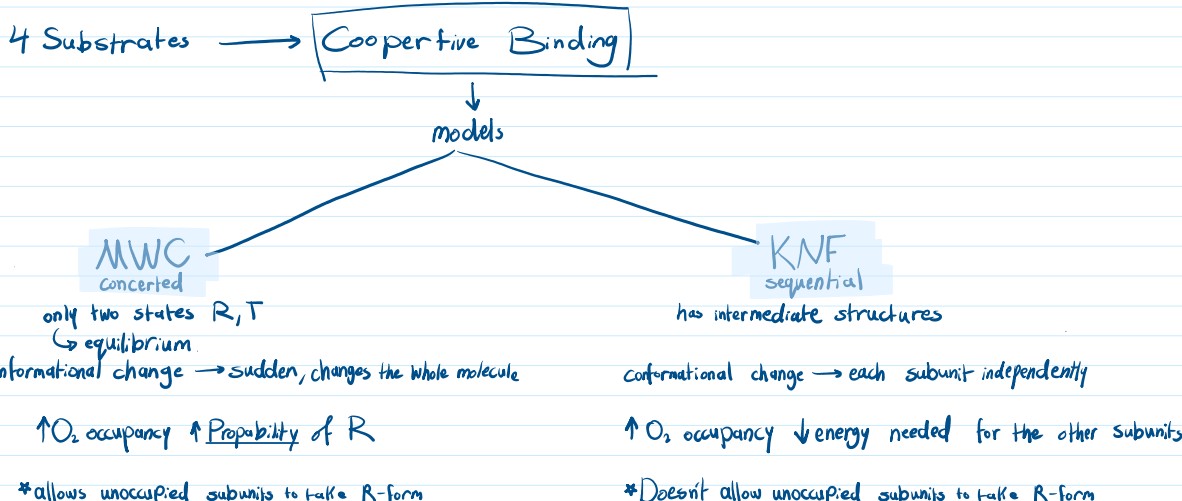 4 Substrates → Coopertive Binding
↓
models
MWC
concerted
only two states R, T
↳ equilibrium
nformational change → sudden, changes the whole molecule
↑O₂ occupancy ↑ Propability of R
*allows unoccupied subunits to take R-form
KNF
sequential
has intermediate structures
conformational change → each subunit independently
↑ O₂ occupancy ↓ energy needed for the other subunits
*Doesn't allow unoccupied subunits to take R-form